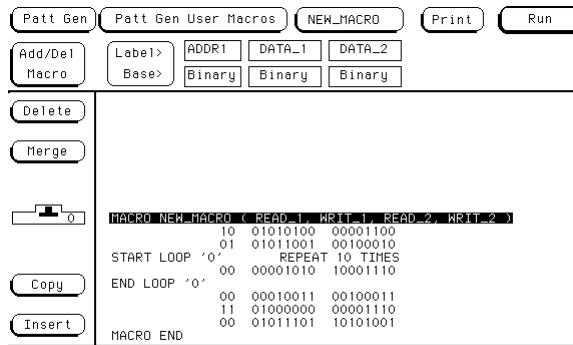 Patt Gen Patt Gen User Macros NEW_MACRO Print Run
Add/Del Macro
Label> ADDR1 DATA_1 DATA_2
Base> Binary Binary Binary
Delete
Merge
0
MACRO NEW_MACRO ( READ_1, WRIT_1, READ_2, WRIT_2 )
10 01010100 00001100
01 01011001 00100010
START LOOP '0' REPEAT 10 TIMES
00 00001010 10001110
END LOOP '0'
00 00010011 00100011
11 01000000 00001110
00 01011101 10101001
MACRO END
Copy
Insert